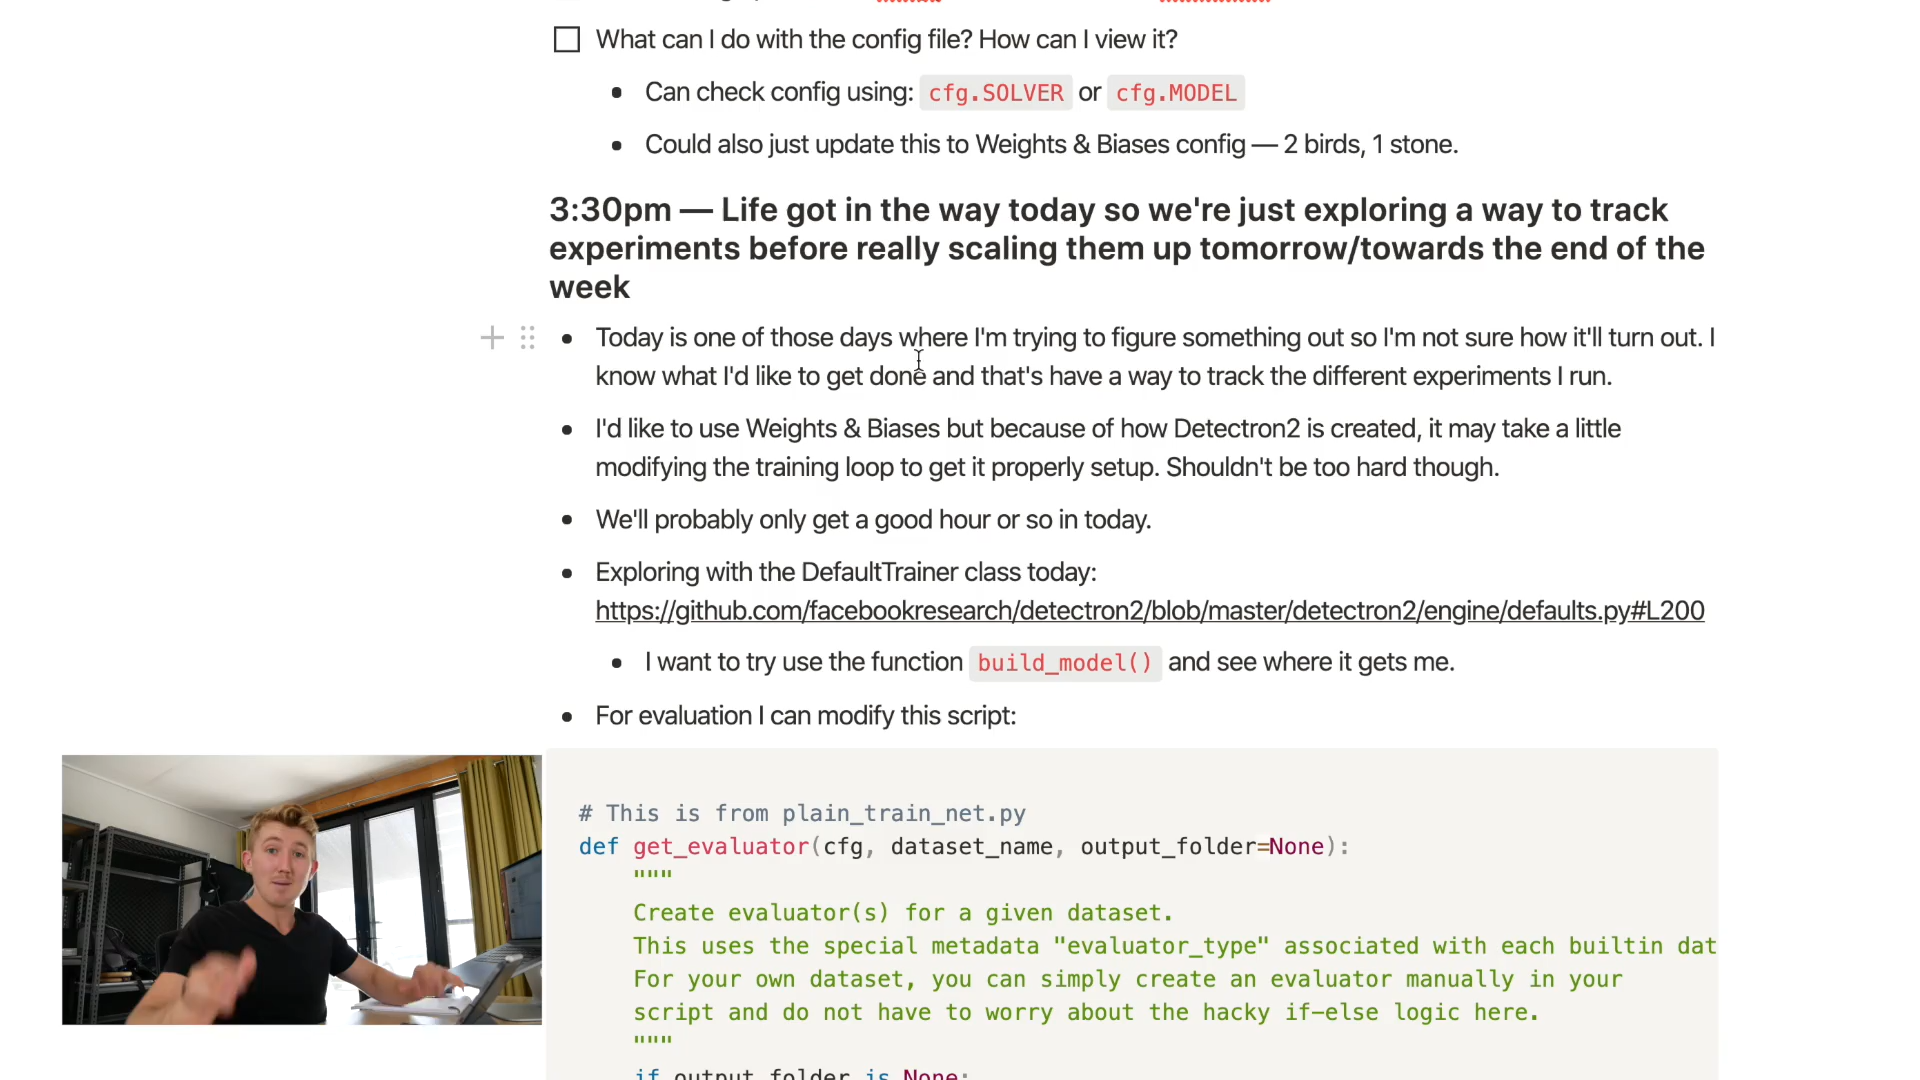 What can I do with the config file? How can I view it?
Can check config using: cfg.SOLVER or cfg.MODEL
Could also just update this to Weights & Biases config — 2 birds, 1 stone.
3:30pm — Life got in the way today so we're just exploring a way to track
experiments before really scaling them up tomorrow/towards the end of the
week
Today is one of those days where I'm trying to figure something out so I'm not sure how it'll turn out. I
know what I'd like to get done and that's have a way to track the different experiments I run.
I'd like to use Weights & Biases but because of how Detectron2 is created, it may take a little
modifying the training loop to get it properly setup. Shouldn't be too hard though.
We'll probably only get a good hour or so in today.
Exploring with the DefaultTrainer class today:
https://github.com/facebookresearch/detectron2/blob/master/detectron2/engine/defaults.py#L200
I want to try use the function build_model() and see where it gets me.
For evaluation I can modify this script:
# This is from plain_train_net.py
def get_evaluator(cfg, dataset_name, output_folder=None):
"""
Create evaluator(s) for a given dataset.
This uses the special metadata "evaluator_type" associated with each builtin dat
For your own dataset, you can simply create an evaluator manually in your
script and do not have to worry about the hacky if-else logic here.
"""
if output_folder is None: